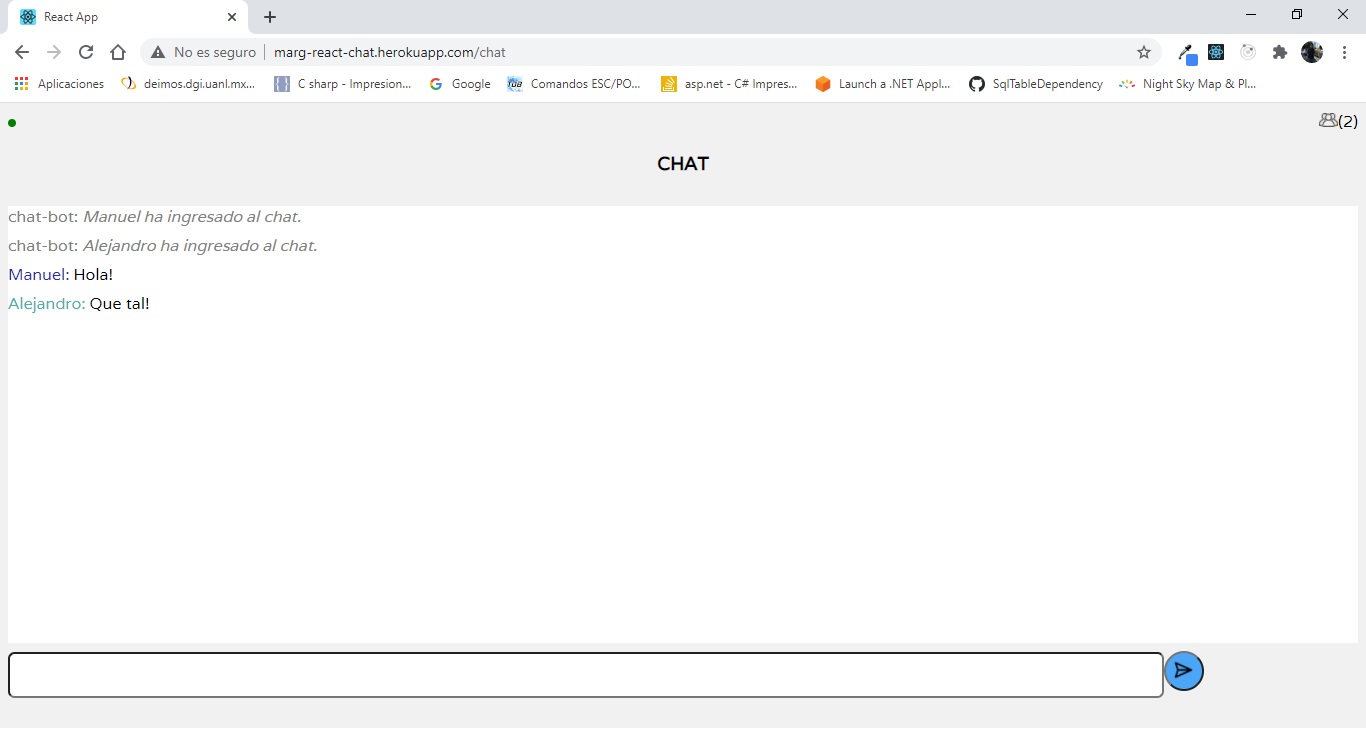 React App
No es seguro | marg-react-chat.herokuapp.com/chat
Aplicaciones deimos.dgi.uanl.mx... C sharp - Impresion... Google Comandos ESC/PO... asp.net - C# Impres... Launch a .NET Appl... SqlTableDependency Night Sky Map & Pl...
(2)
CHAT
chat-bot: Manuel ha ingresado al chat.
chat-bot: Alejandro ha ingresado al chat.
Manuel: Hola!
Alejandro: Que tal!